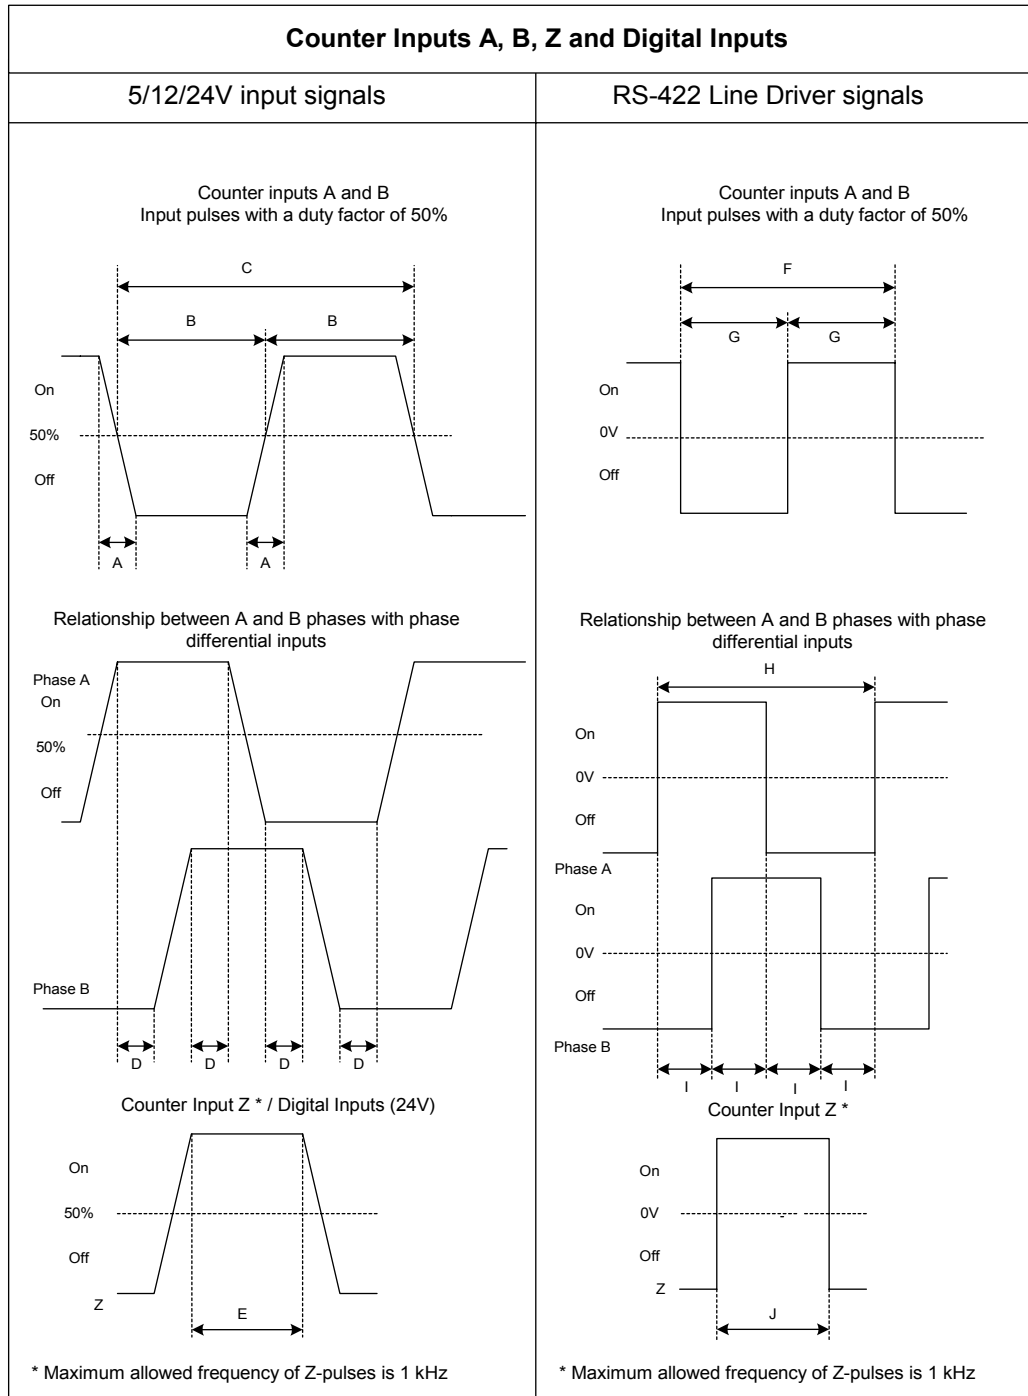 Counter Inputs A, B, Z and Digital Inputs
5/12/24V input signals
RS-422 Line Driver signals
Counter inputs A and B
Input pulses with a duty factor of 50%
C
B B
On
50%
Off
A A
Relationship between A and B phases with phase
differential inputs
Phase A
On
50%
Off
Phase B
D D D D
Counter Input Z * / Digital Inputs (24V)
On
50%
Off
Z
E
* Maximum allowed frequency of Z-pulses is 1 kHz
Counter inputs A and B
Input pulses with a duty factor of 50%
F
G G
On
0V
Off
Relationship between A and B phases with phase
differential inputs
H
On
0V
Off
Phase A
On
0V
Off
Phase B
I I I I
Counter Input Z *
On
0V
Off
Z
J
* Maximum allowed frequency of Z-pulses is 1 kHz